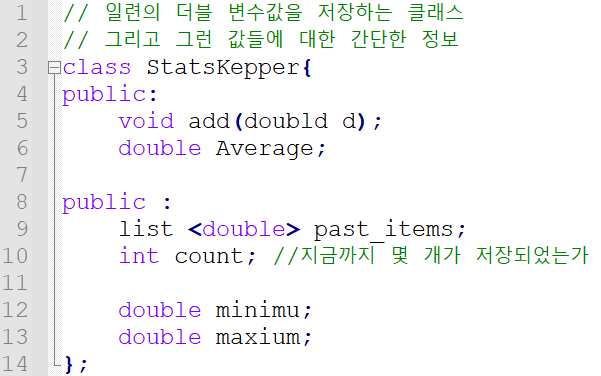 1 // 일련의 더블 변수값을 저장하는 클래스
2 // 그리고 그런 값들에 대한 간단한 정보
3 class StatsKepper{
4 public:
5 void add(doubld d);
6 double Average;
7
8 public :
9 list <double> past_items;
10 int count; //지금까지 몇 개가 저장되었는가
11
12 double minimu;
13 double maxium;
14 };